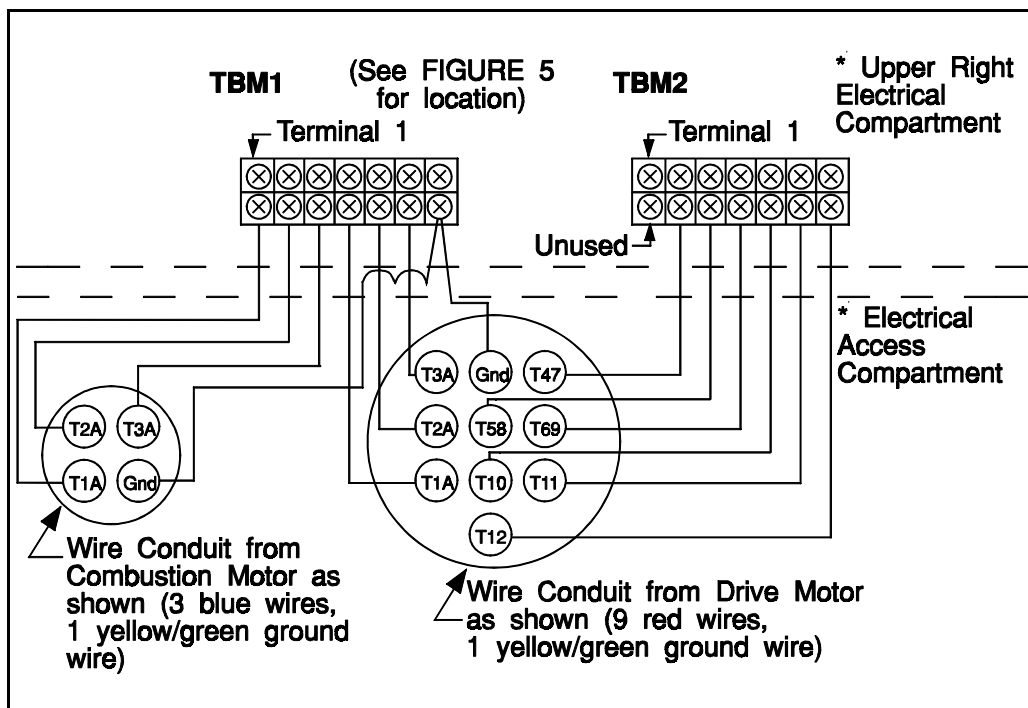 TBM1
(See FIGURE 5
for location)
TBM2
* Upper Right
Electrical
Compartment
Terminal 1
Terminal 1
Unused
* Electrical
Access
Compartment
T3A Gnd T47
T2A T3A
T2A T58 T69
T1A Gnd
T1A T10 T11
T12
Wire Conduit from
Combustion Motor as
shown (3 blue wires,
1 yellow/green ground
wire)
Wire Conduit from Drive Motor
as shown (9 red wires,
1 yellow/green ground wire)